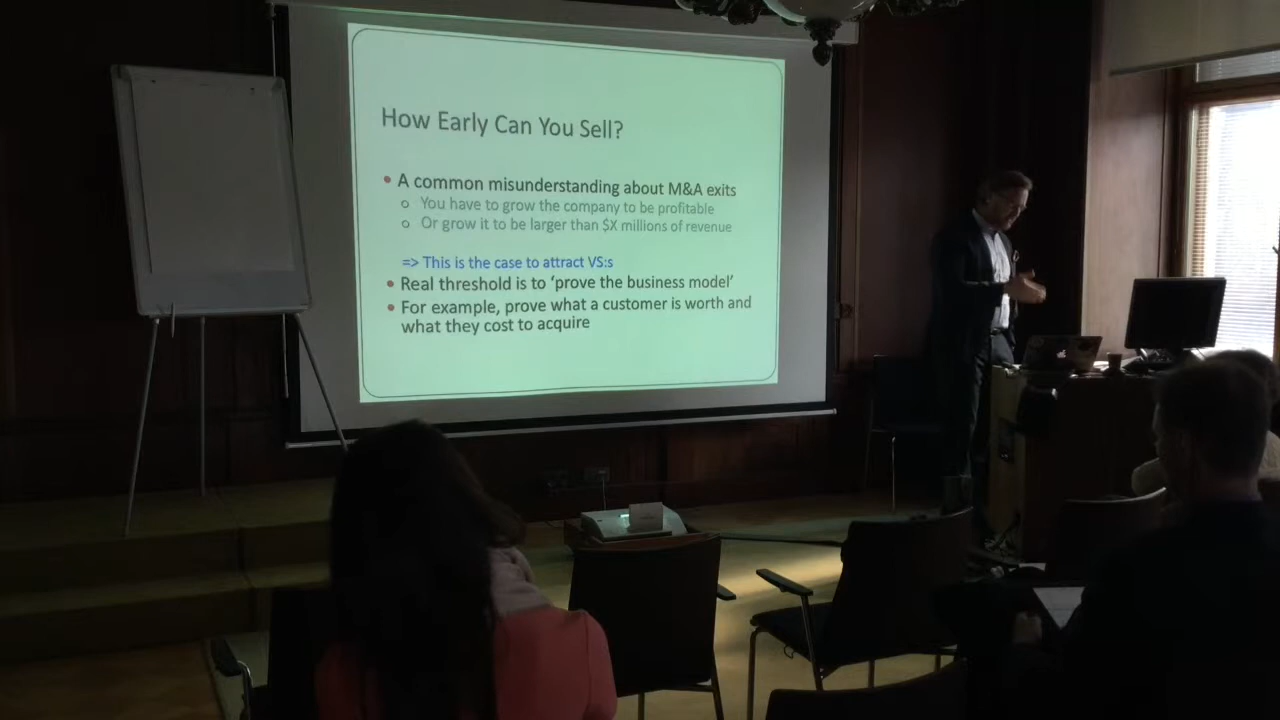 How Early Can You Sell?
• A common misunderstanding about M&A exits
o You have to grow the company to be profitable
o Or grow it to be larger than $X millions of revenue
=> This is the case to attract VS:s
• Real threshold is to ‘prove the business model’
• For example, prove what a customer is worth and
what they cost to acquire